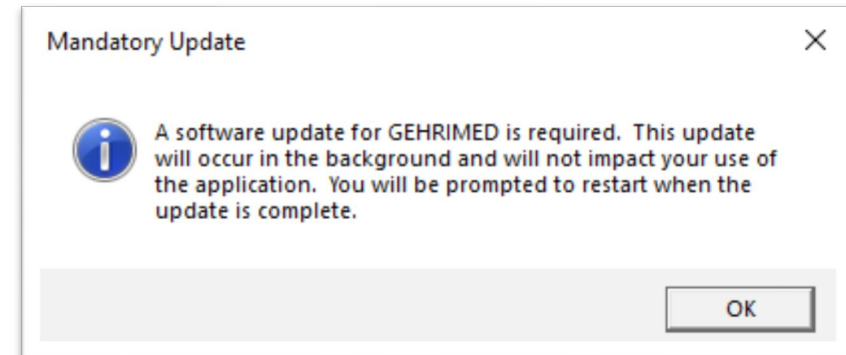 Mandatory Update
A software update for GEHRIMED is required.  This update
will occur in the background and will not impact your use of
the application.  You will be prompted to restart when the
update is complete.
OK